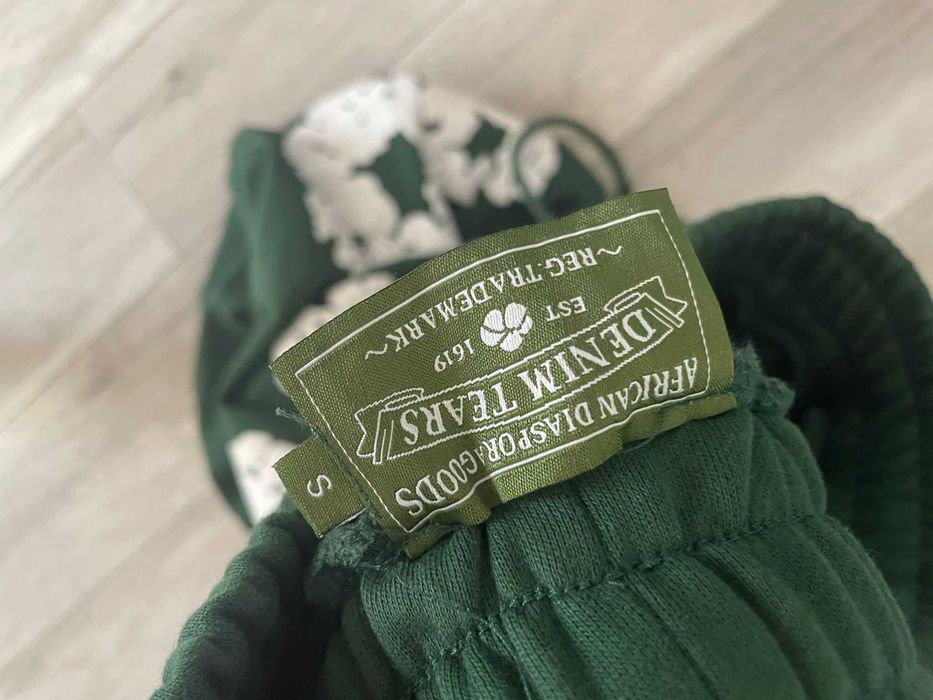 AFRICAN DIASPORA GOODS
DENIM TEARS
EST 1619
~REG. TRADEMARK~
S